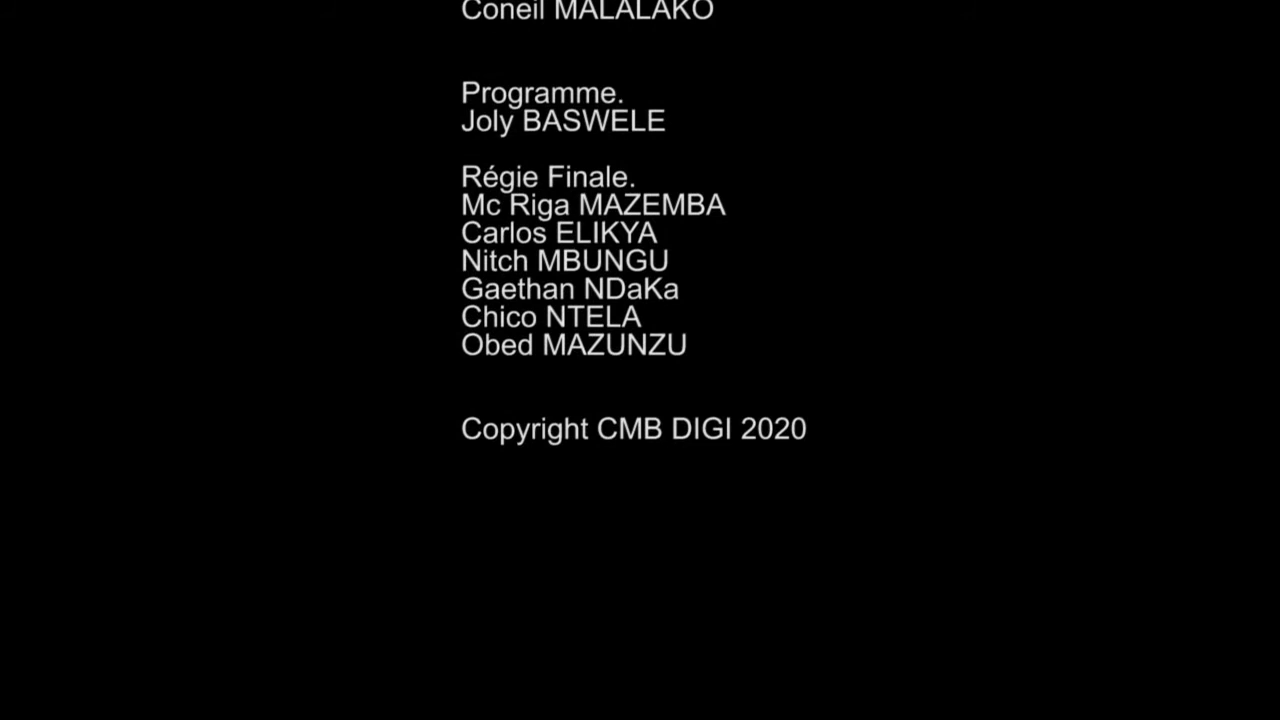 Coneil MALALAKO
Programme.
Joly BASWELE
Régie Finale.
Mc Riga MAZEMBA
Carlos ELIKYA
Nitch MBUNGU
Gaethan NDaKa
Chico NTELA
Obed MAZUNZU
Copyright CMB DIGI 2020